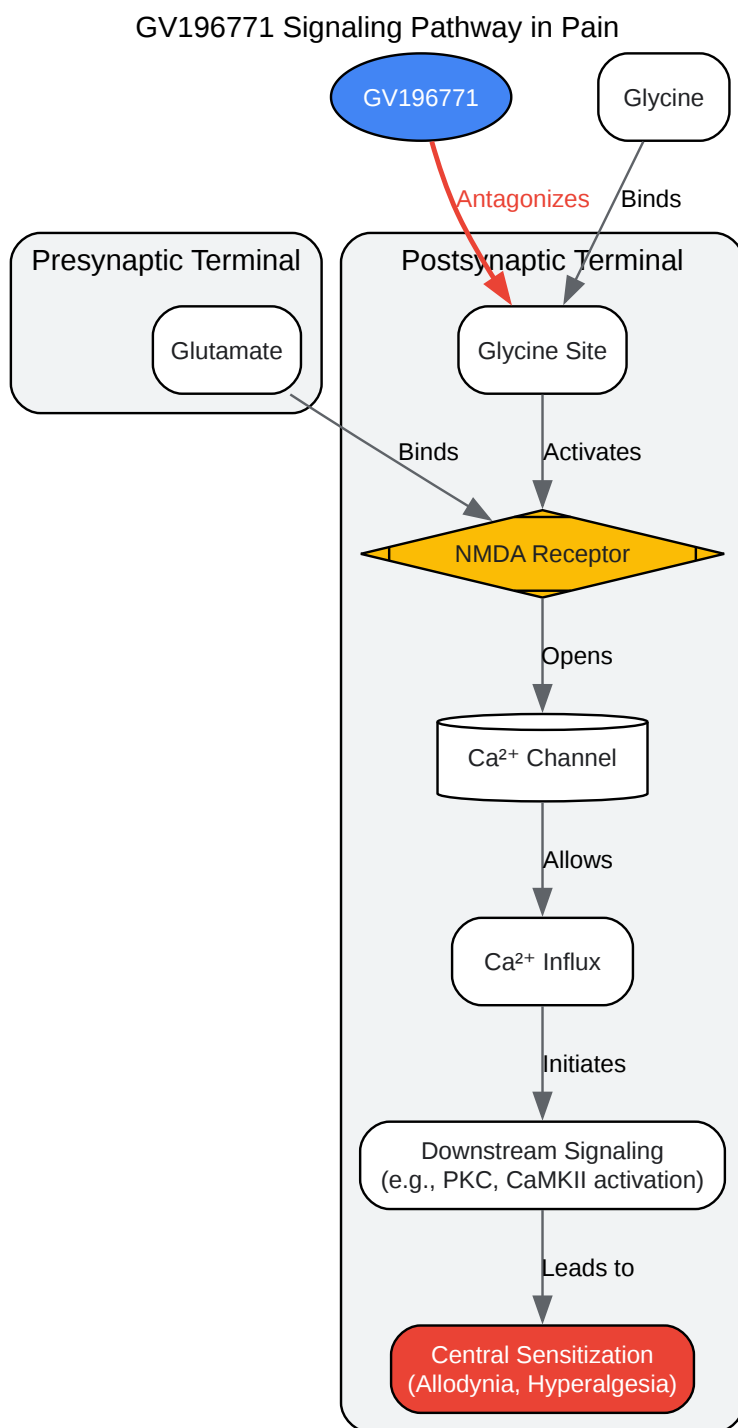 GV196771 Signaling Pathway in Pain
GV196771
Glycine
Antagonizes
Binds
Presynaptic Terminal
Postsynaptic Terminal
Glutamate
Glycine Site
Binds
Activates
NMDA Receptor
Opens
Ca²⁺ Channel
Allows
Ca²⁺ Influx
Initiates
Downstream Signaling
(e.g., PKC, CaMKII activation)
Leads to
Central Sensitization
(Allodynia, Hyperalgesia)